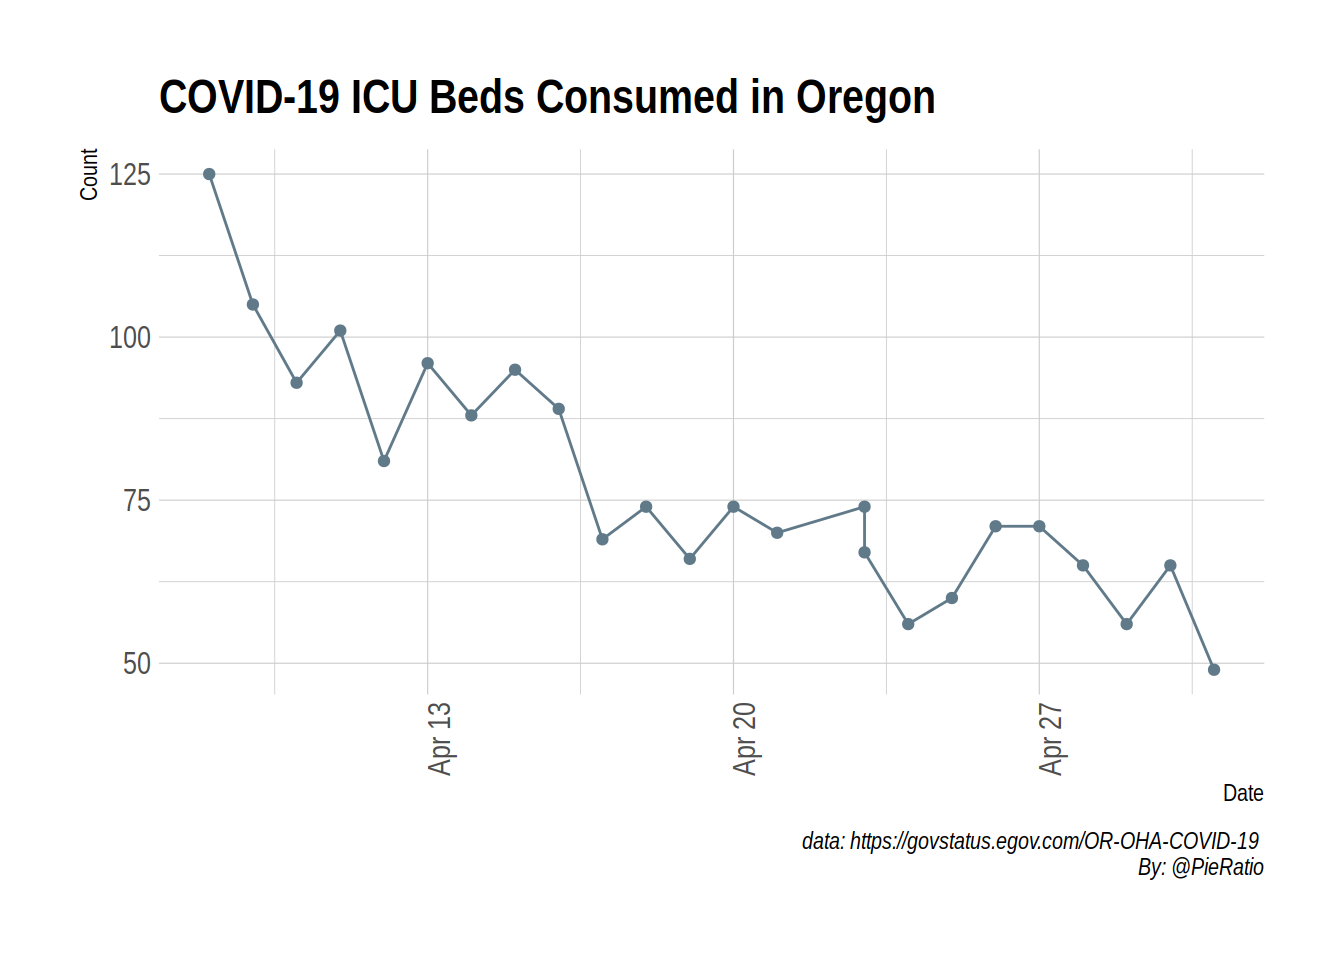 COVID-19 ICU Beds Consumed in Oregon
Count
125
100
75
50
Apr 13
Apr 20
Apr 27
Date
data: https://govstatus.egov.com/OR-OHA-COVID-19
By: @PieRatio